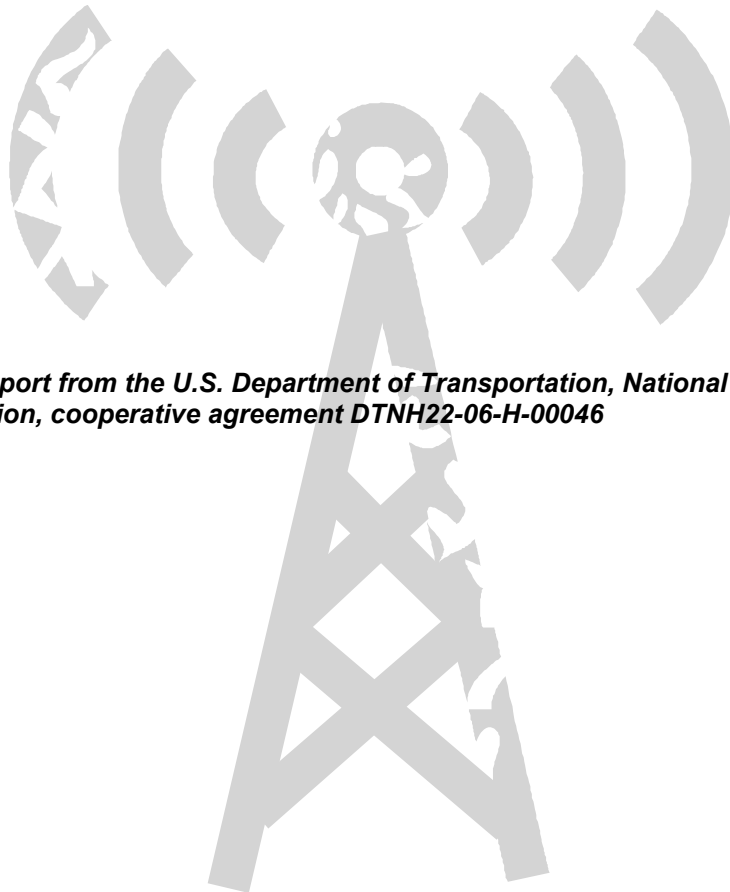 port from the U.S. Department of Transportation, National
ion, cooperative agreement DTNH22-06-H-00046